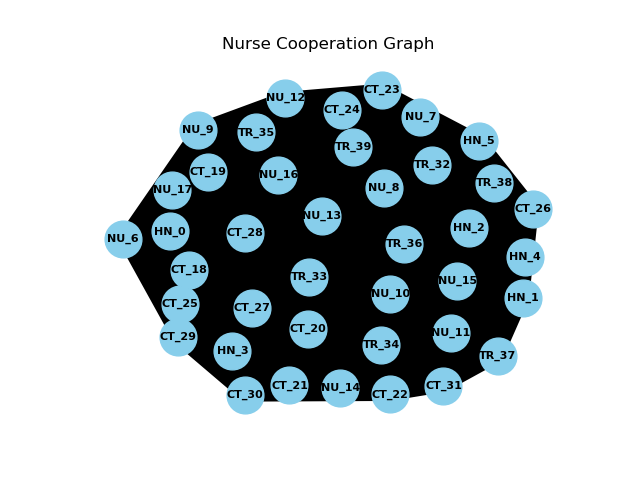 Nurse Cooperation Graph
CT_23
NU_12
CT_24
NU_7
NU_9
TR_35
HN_5
TR_39
TR_32
CT_19
NU_16
TR_38
NU_17
NU_8
CT_26
NU_13
HN_2
HN_0
CT_28
NU_6
TR_36
HN_4
CT_18
TR_33
NU_15
NU_10
HN_1
CT_25
CT_27
CT_20
NU_11
CT_29
TR_34
HN_3
TR_37
CT_21
CT_31
NU_14
CT_30
CT_22